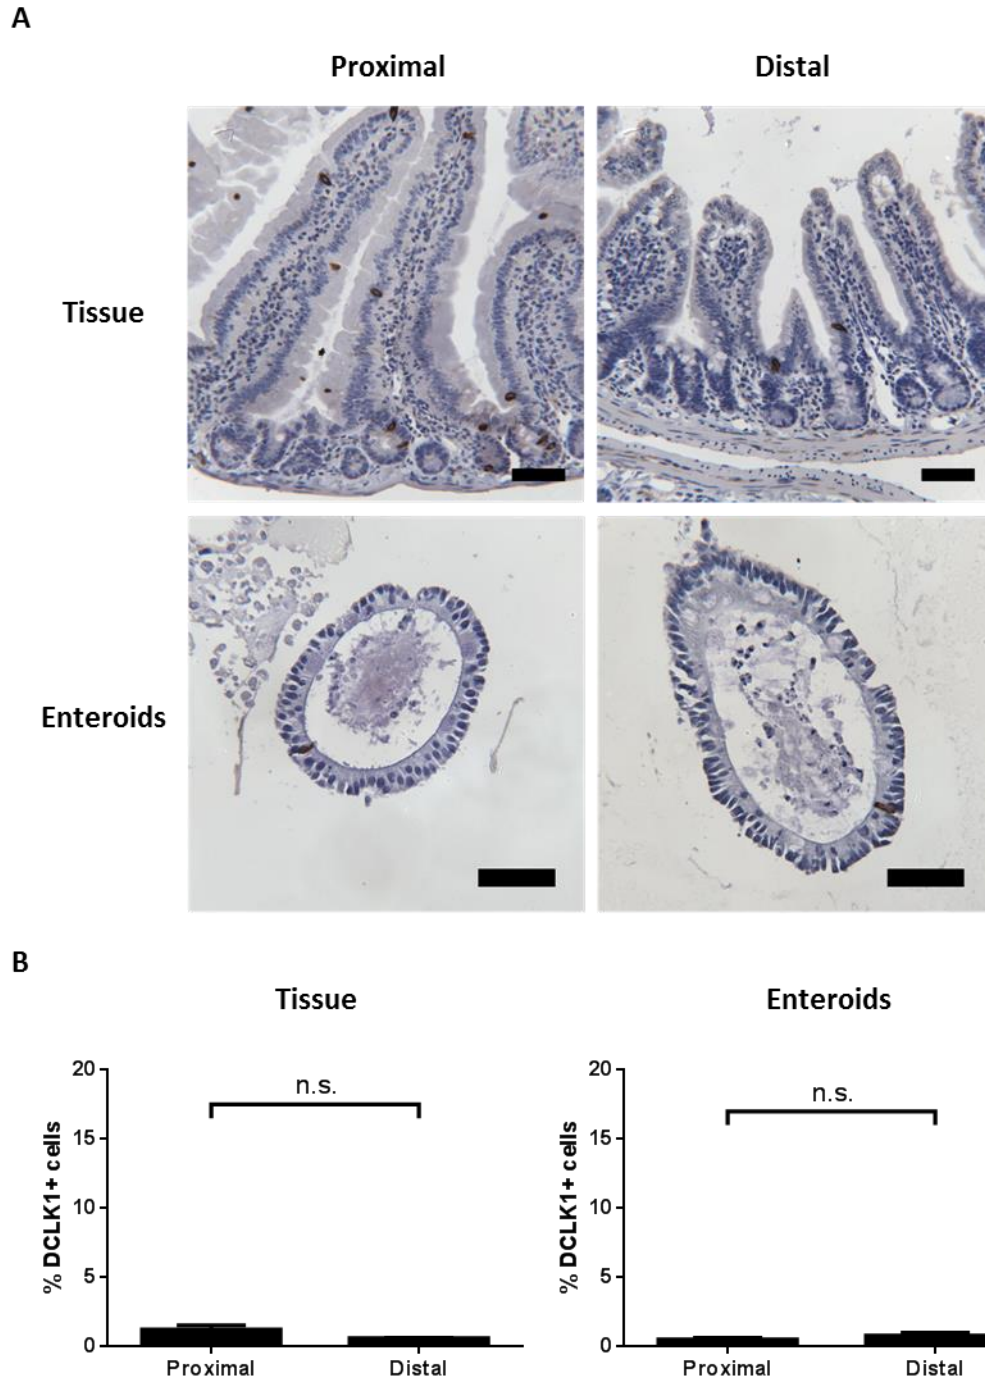 A
Proximal Distal
Tissue
Enteroids
B
Tissue Enteroids
% DCLK1+ cells
20
15
10
5
0
n.s.
Proximal Distal
% DCLK1+ cells
20
15
10
5
0
n.s.
Proximal Distal